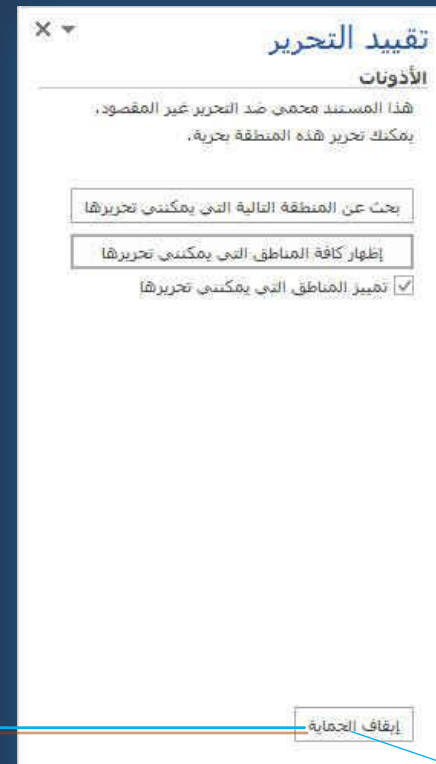 تقييد التحرير
الأذونات
هذا المستند محمي ضد التحرير غير المقصود،
يمكنك تحرير هذه المنطقة بحرية،
بحث عن المنطقة التالية التي يمكنني تحريرها
إظهار كافة المناطق التي يمكنني تحريرها
تمييز المناطق التي يمكنني تحريرها
إيقاف الحماية